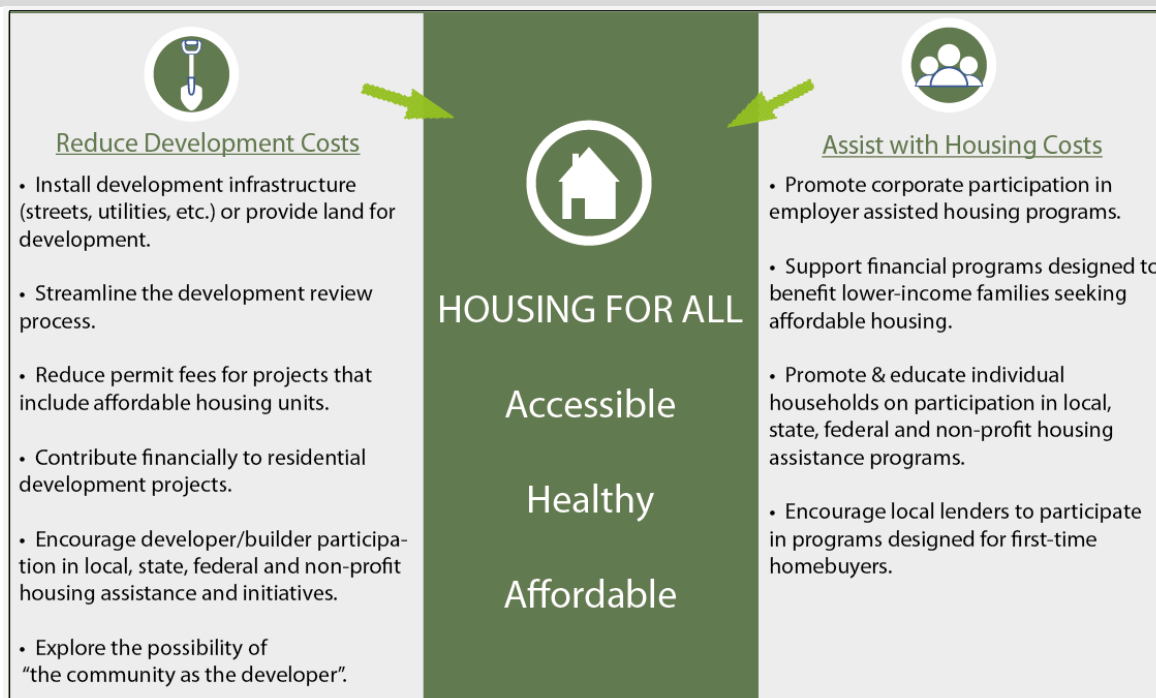 Reduce Development Costs
• Install development infrastructure
(streets, utilities, etc.) or provide land for
development.
• Streamline the development review
process.
• Reduce permit fees for projects that
include affordable housing units.
• Contribute financially to residential
development projects.
• Encourage developer/builder participa-
tion in local, state, federal and non-profit
housing assistance and initiatives.
• Explore the possibility of
“the community as the developer”.
HOUSING FOR ALL
Accessible
Healthy
Affordable
Assist with Housing Costs
• Promote corporate participation in
employer assisted housing programs.
• Support financial programs designed to
benefit lower-income families seeking
affordable housing.
• Promote & educate individual
households on participation in local,
state, federal and non-profit housing
assistance programs.
• Encourage local lenders to participate
in programs designed for first-time
homebuyers.